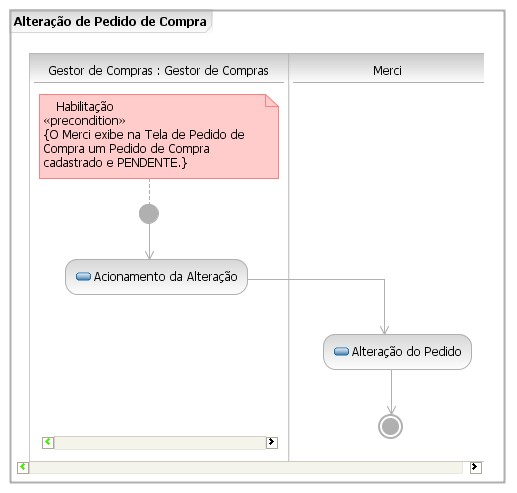 Alteração de Pedido de Compra
Gestor de Compras : Gestor de Compras
Merci
Habilitação
«precondition»
{O Merci exibe na Tela de Pedido de
Compra um Pedido de Compra
cadastrado e PENDENTE.}
Acionamento da Alteração
Alteração do Pedido